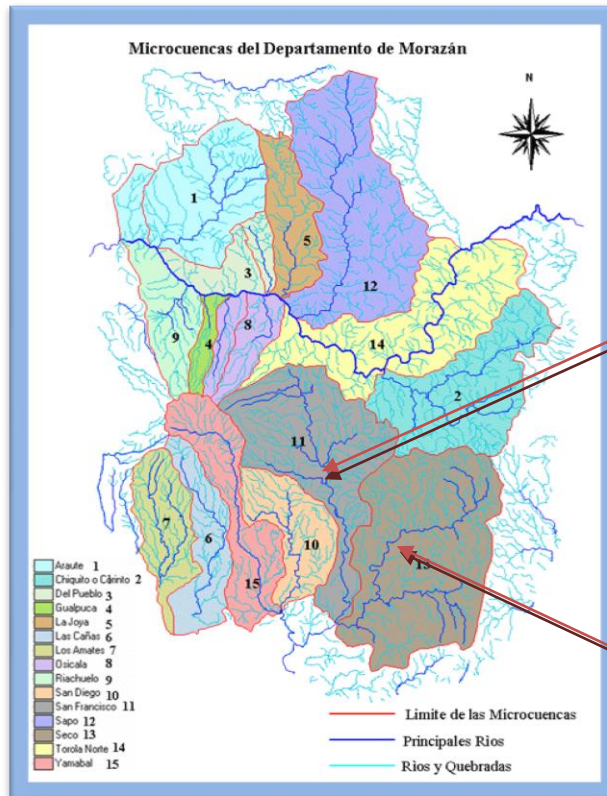 Microcuencas del Departamento de Morazán
N
1
5
3
12
9
4
8
14
2
11
7
6
10
15
13
Araute 1
Chiquito o Cárinto 2
Del Pueblo 3
Gualpuca 4
La Joya 5
Las Cañas 6
Los Amates 7
Osicala 8
Riachuelo 9
San Diego 10
San Francisco 11
Sapo 12
Seco 13
Torola Norte 14
Yamabal 15
Limite de las Microcuencas
Principales Rios
Rios y Quebradas